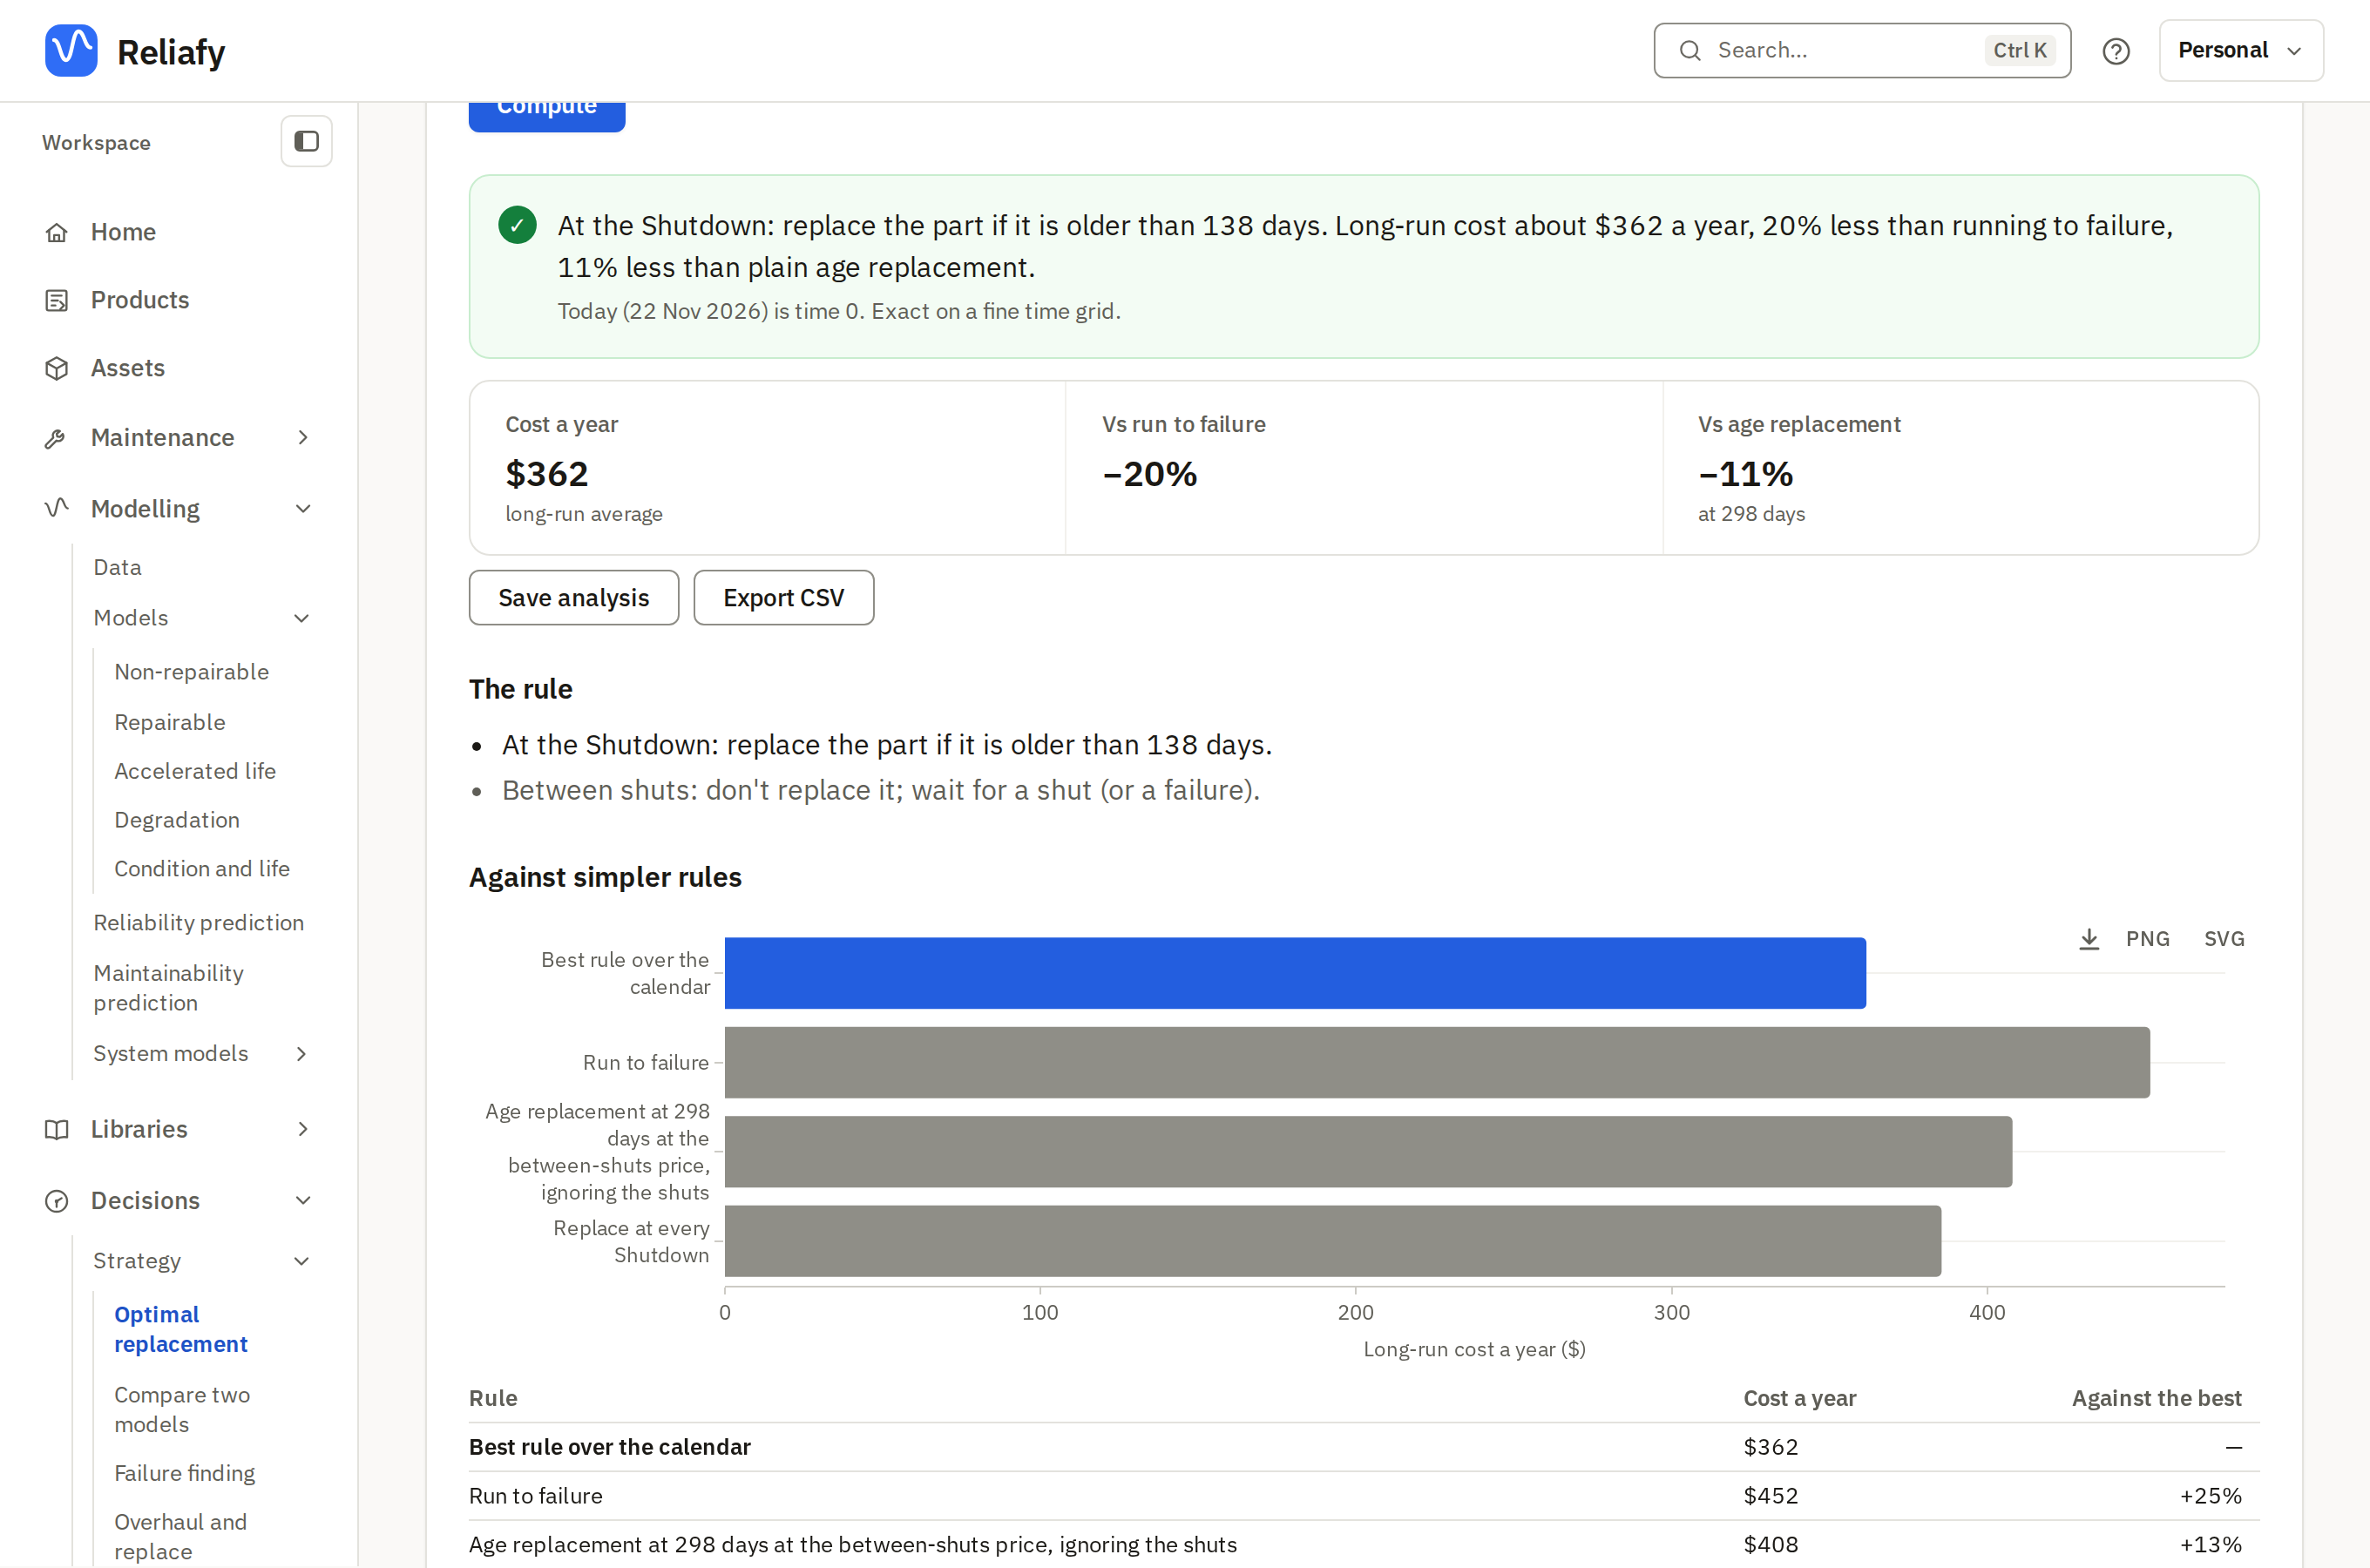 Reliafy
Search...
Ctrl K
Personal
Workspace
Home
Products
Assets
Maintenance
Modelling
Data
Models
Non-repairable
Repairable
Accelerated life
Degradation
Condition and life
Reliability prediction
Maintainability
prediction
System models
Libraries
Decisions
Strategy
Optimal
replacement
Compare two
models
Failure finding
Overhaul and
replace
Compute
At the Shutdown: replace the part if it is older than 138 days. Long-run cost about $362 a year, 20% less than running to failure,
11% less than plain age replacement.
Today (22 Nov 2026) is time 0. Exact on a fine time grid.
Cost a year
$362
long-run average
Vs run to failure
−20%
Vs age replacement
−11%
at 298 days
Save analysis
Export CSV
The rule
• At the Shutdown: replace the part if it is older than 138 days.
• Between shuts: don't replace it; wait for a shut (or a failure).
Against simpler rules
PNG
SVG
Best rule over the
calendar
Run to failure
Age replacement at 298
days at the
between-shuts price,
ignoring the shuts
Replace at every
Shutdown
0 100 200 300 400
Long-run cost a year ($)
Rule Cost a year Against the best
Best rule over the calendar $362 —
Run to failure $452 +25%
Age replacement at 298 days at the between-shuts price, ignoring the shuts $408 +13%